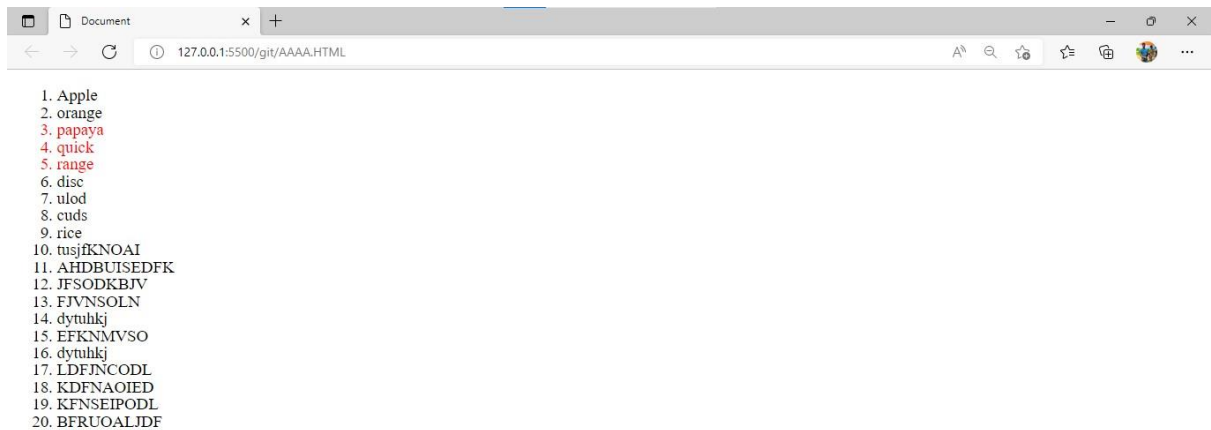 Document
127.0.0.1:5500/git/AAAA.HTML
1. Apple
2. orange
3. papaya
4. quick
5. range
6. disc
7. ulod
8. cuds
9. rice
10. tusjfKNOAI
11. AHDBUISEDFK
12. JFSODKBJV
13. FJVNSOLN
14. dytuhkj
15. EFKNMVSO
16. dytuhkj
17. LDFJNCODL
18. KDFNAOIED
19. KFNSEIPODL
20. BFRUOALJDF